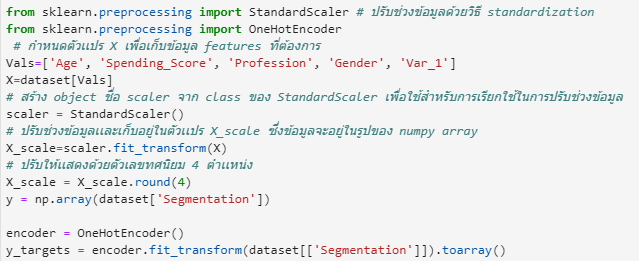 from sklearn.preprocessing import StandardScaler # ปรับช่วงข้อมูลด้วยวิธี standardization
from sklearn.preprocessing import OneHotEncoder
# กำหนดตัวแปร X เพื่อเก็บข้อมูล features ที่ต้องการ
Vals=['Age', 'Spending_Score', 'Profession', 'Gender', 'Var_1']
X=dataset[Vals]
# สร้าง object ชื่อ scaler จาก class ของ StandardScaler เพื่อใช้สำหรับการเรียกใช้ในการปรับช่วงข้อมูล
scaler = StandardScaler()
# ปรับช่วงข้อมูลและเก็บอยู่ในตัวแปร X_scale ซึ่งข้อมูลจะอยู่ในรูปของ numpy array
X_scale=scaler.fit_transform(X)
# ปรับให้แสดงด้วยตัวเลขทศนิยม 4 ตำแหน่ง
X_scale = X_scale.round(4)
y = np.array(dataset['Segmentation'])
encoder = OneHotEncoder()
y_targets = encoder.fit_transform(dataset[['Segmentation']]).toarray()